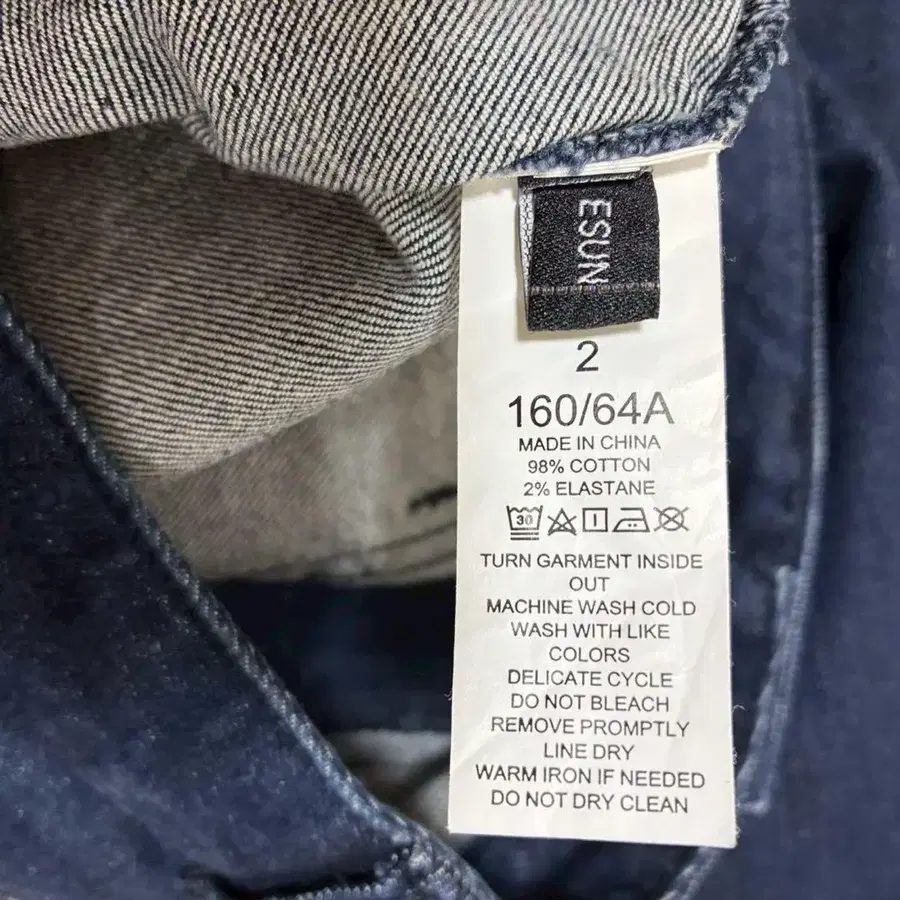 ESUN
2
160/64A
MADE IN CHINA
98% COTTON
2% ELASTANE
30
TURN GARMENT INSIDE
OUT
MACHINE WASH COLD
WASH WITH LIKE
COLORS
DELICATE CYCLE
DO NOT BLEACH
REMOVE PROMPTLY
LINE DRY
WARM IRON IF NEEDED
DO NOT DRY CLEAN